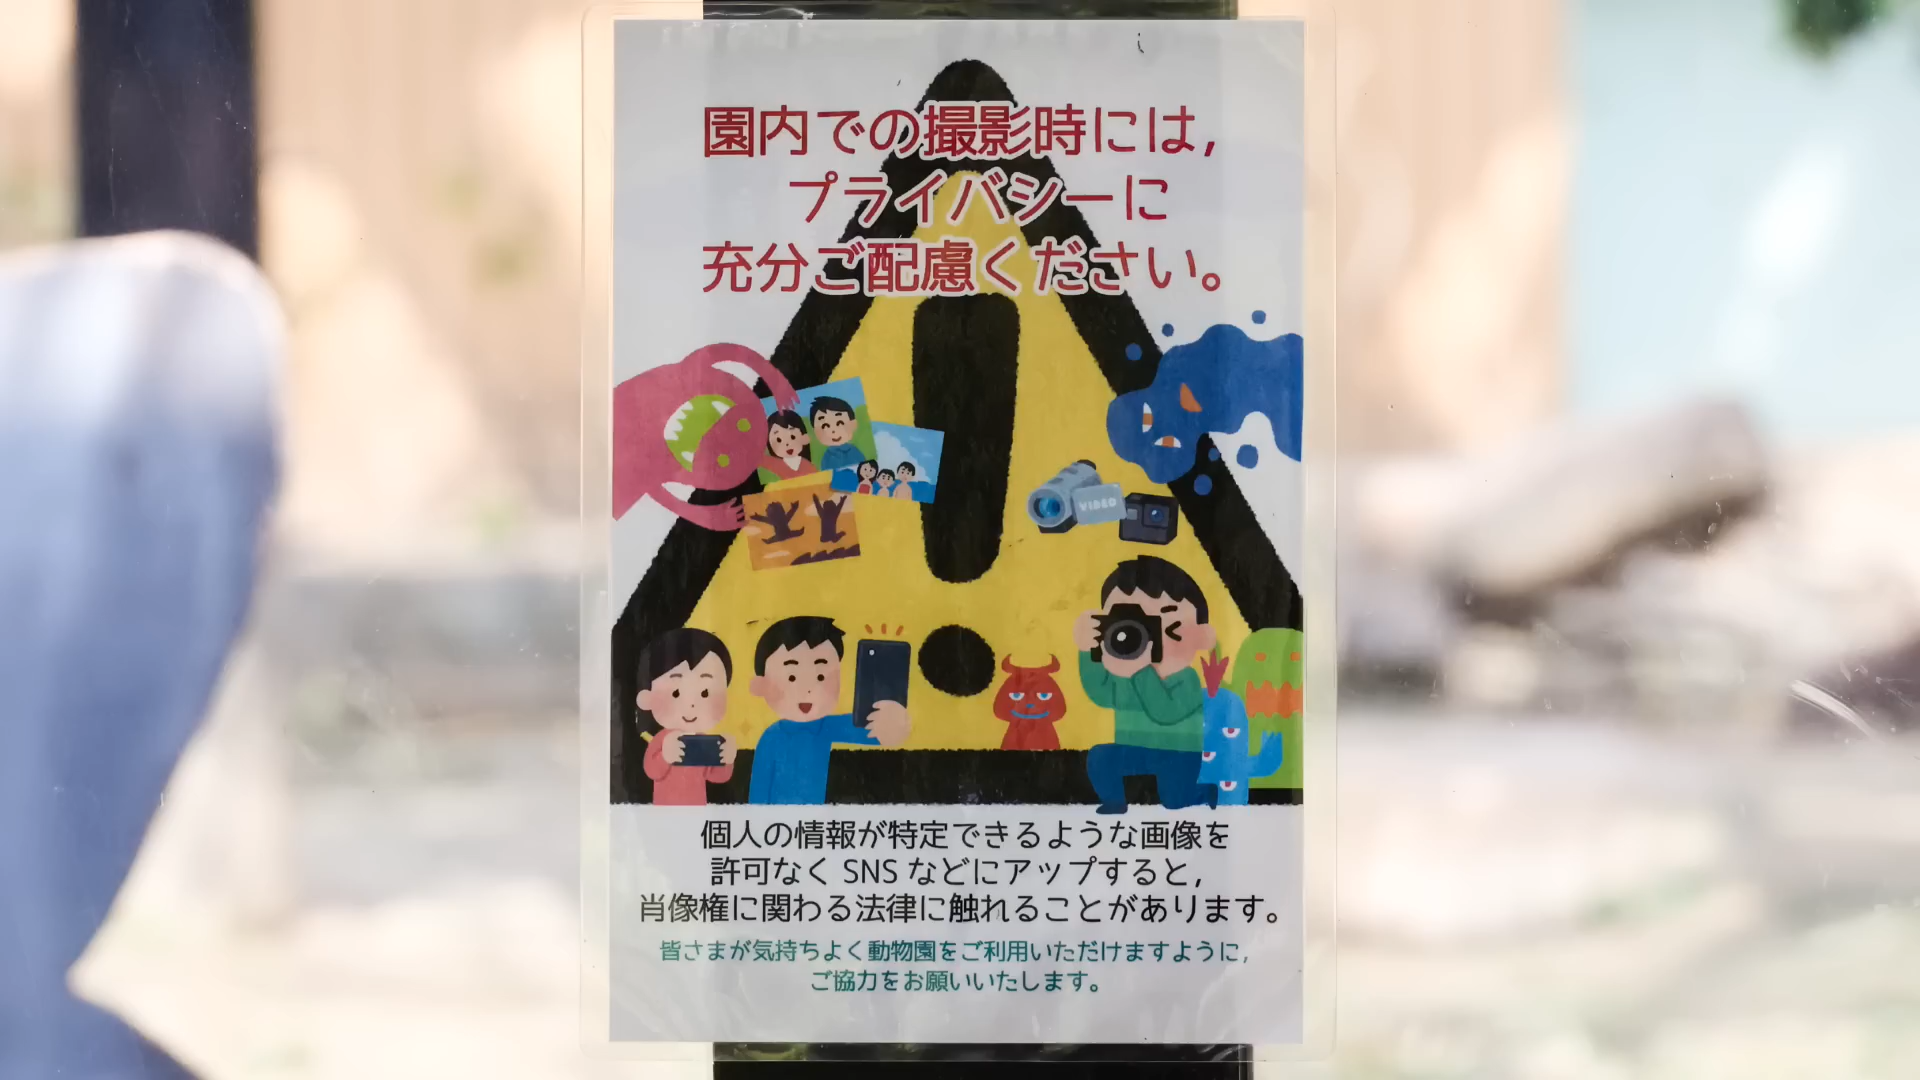 園内での撮影時には,
プライバシーに
充分ご配慮ください。
VIDEO
個人の情報が特定できるような画像を
許可なく SNS などにアップすると,
肖像権に関わる法律に触れることがあります。
皆さまが気持ちよく動物園をご利用いただけますように,
ご協力をお願いいたします。